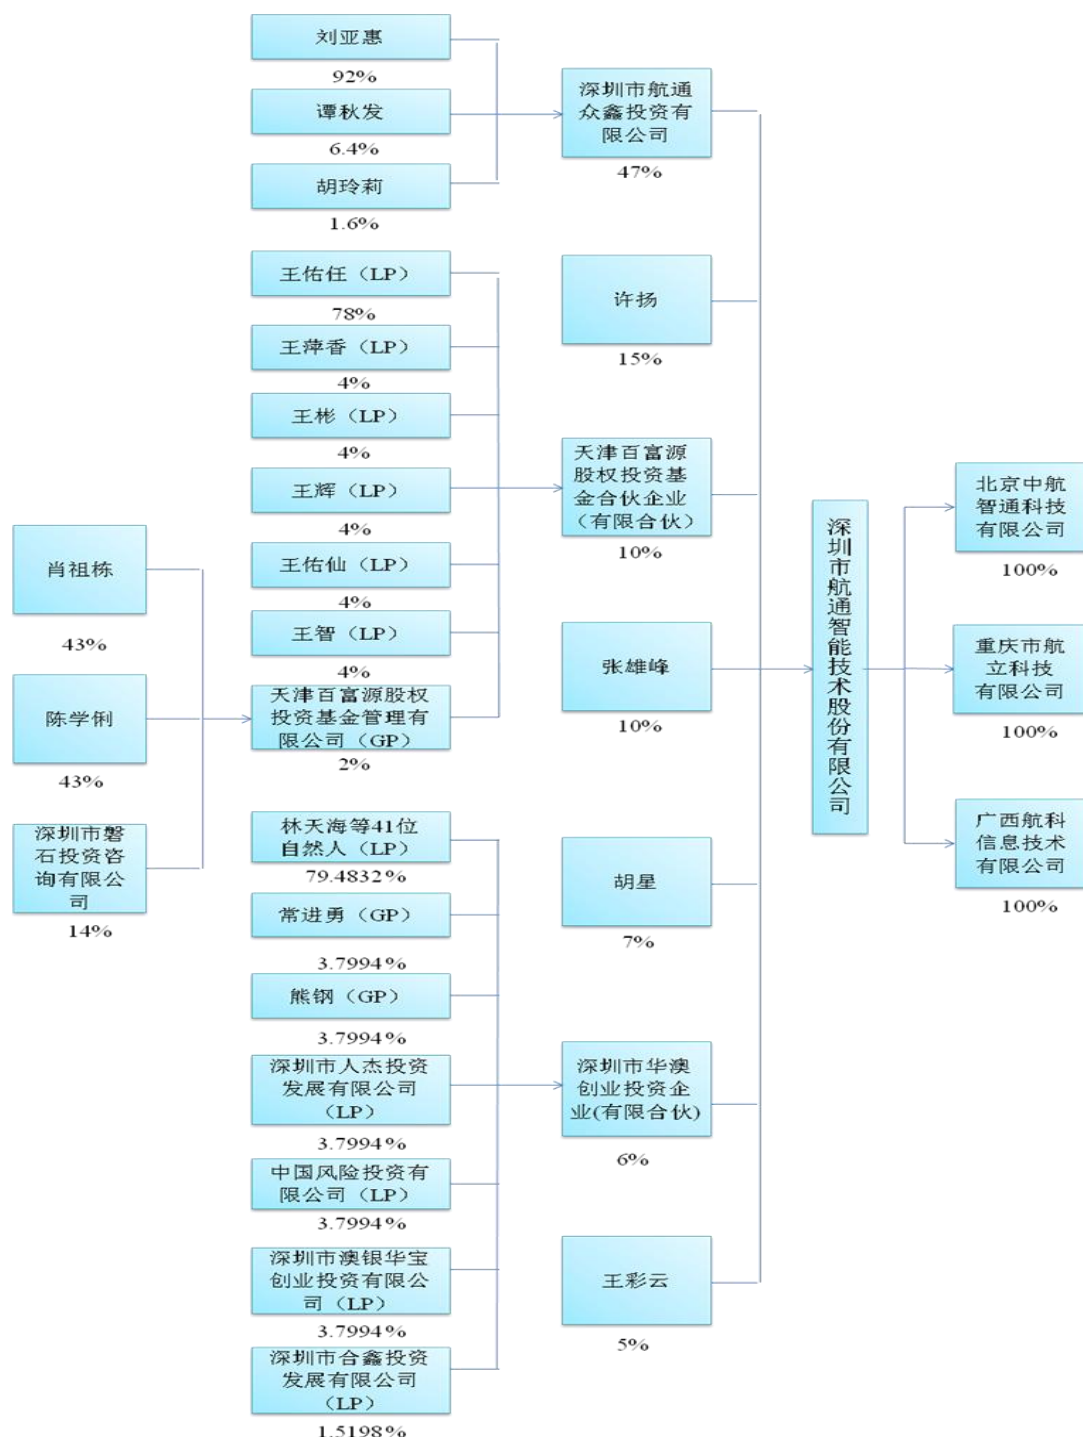 刘亚惠
92%
谭秋发
6.4%
胡玲莉
1.6%
深圳市航通
众鑫投资有
限公司
47%
王佑任（LP）
78%
王萍香（LP）
4%
王彬（LP）
4%
王辉（LP）
4%
王佑仙（LP）
4%
王智（LP）
4%
天津百富源股权
投资基金管理有
限公司（GP）
2%
许扬
15%
天津百富源
股权投资基
金合伙企业
（有限合伙）
10%
肖祖栋
43%
陈学俐
43%
深圳市磐
石投资咨
询有限公
司
14%
张雄峰
10%
林天海等41位
自然人（LP）
79.4832%
常进勇（GP）
3.7994%
熊钢（GP）
3.7994%
深圳市人杰投资
发展有限公司
（LP）
3.7994%
中国风险投资有
限公司（LP）
3.7994%
深圳市澳银华宝
创业投资有限公
司（LP）
3.7994%
深圳市合鑫投资
发展有限公司
（LP）
1.5198%
胡星
7%
深圳市华澳
创业投资企
业(有限合伙)
6%
王彩云
5%
深圳市航通智能技术股份有限公司
北京中航
智通科技
有限公司
100%
重庆市航
立科技
有限公司
100%
广西航科
信息技术
有限公司
100%